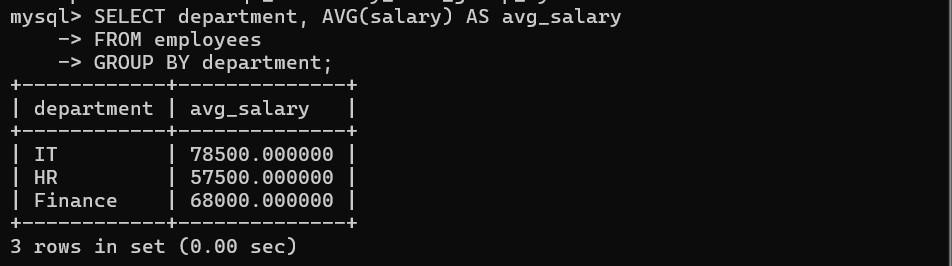 mysql> SELECT department, AVG(salary) AS avg_salary
    -> FROM employees
    -> GROUP BY department;
+------------+--------------+
| department | avg_salary   |
+------------+--------------+
| IT         | 78500.000000 |
| HR         | 57500.000000 |
| Finance    | 68000.000000 |
+------------+--------------+
3 rows in set (0.00 sec)